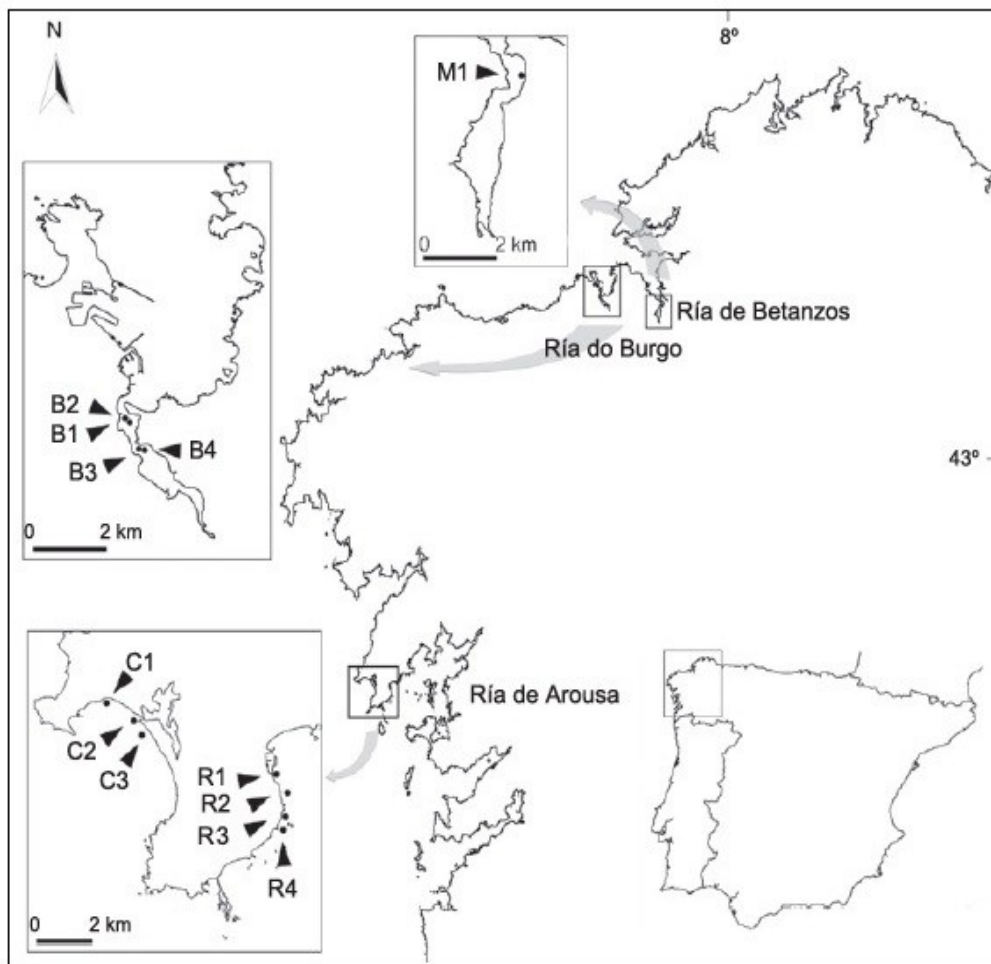 N
8º
M1
0 2 km
Ría de Betanzos
Ría do Burgo
B2
B1
B4
B3
43º
0 2 km
C1
Ría de Arousa
C2
C3
R1
R2
R3
R4
0 2 km